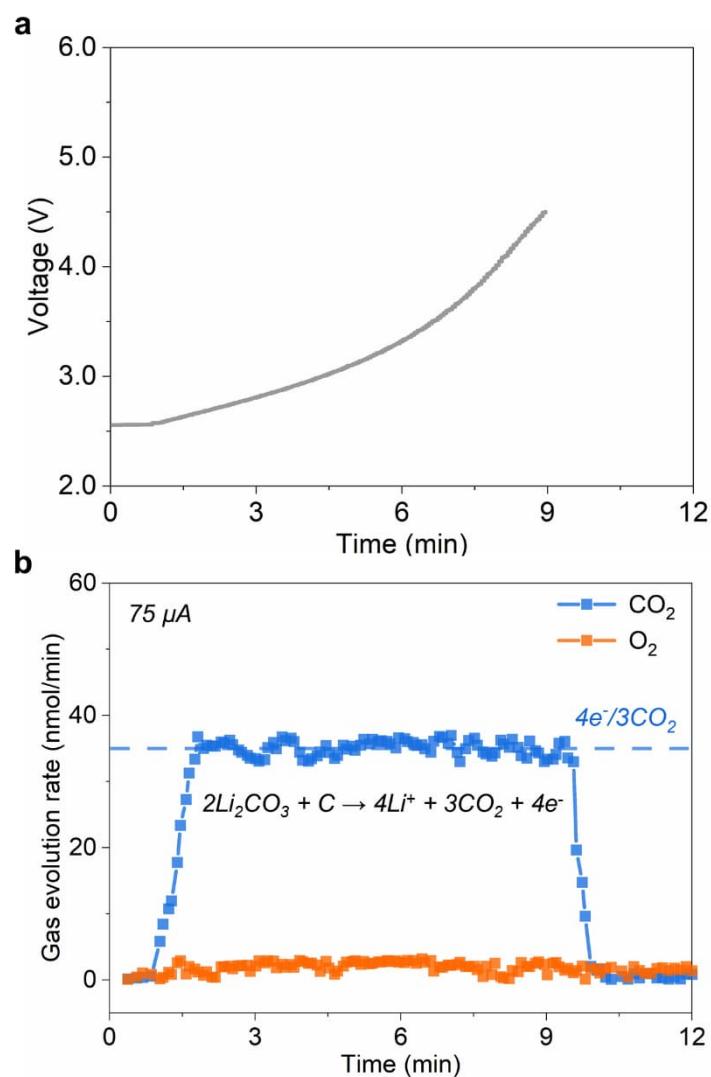 a
6.0
5.0
4.0
3.0
2.0
Voltage (V)
0 3 6 9 12
Time (min)
b
60
40
20
0
Gas evolution rate (nmol/min)
75 μA
CO₂
O₂
4e⁻/3CO₂
2Li₂CO₃ + C → 4Li⁺ + 3CO₂ + 4e⁻
0 3 6 9 12
Time (min)